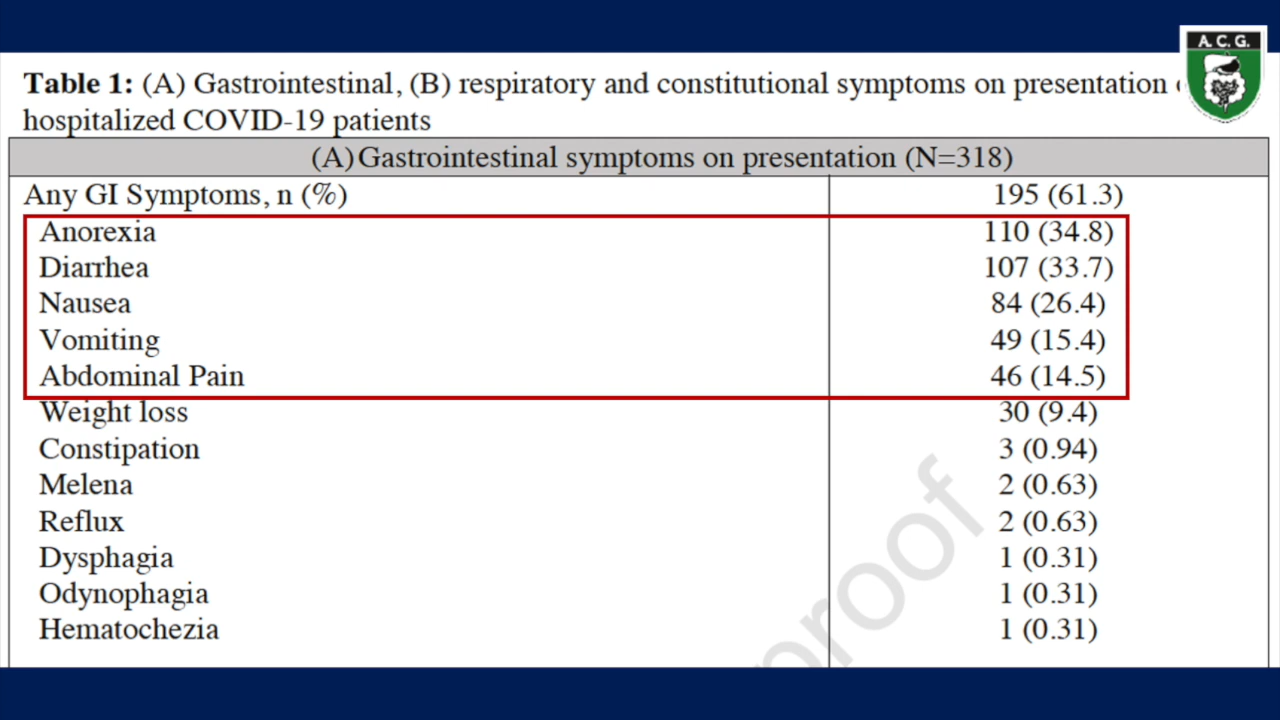 A. C. G.
Table 1: (A) Gastrointestinal, (B) respiratory and constitutional symptoms on presentation
hospitalized COVID-19 patients
(A) Gastrointestinal symptoms on presentation (N=318)
Any GI Symptoms, n (%) 195 (61.3)
Anorexia 110 (34.8)
Diarrhea 107 (33.7)
Nausea 84 (26.4)
Vomiting 49 (15.4)
Abdominal Pain 46 (14.5)
Weight loss 30 (9.4)
Constipation 3 (0.94)
Melena 2 (0.63)
Reflux 2 (0.63)
Dysphagia 1 (0.31)
Odynophagia 1 (0.31)
Hematochezia 1 (0.31)
proof